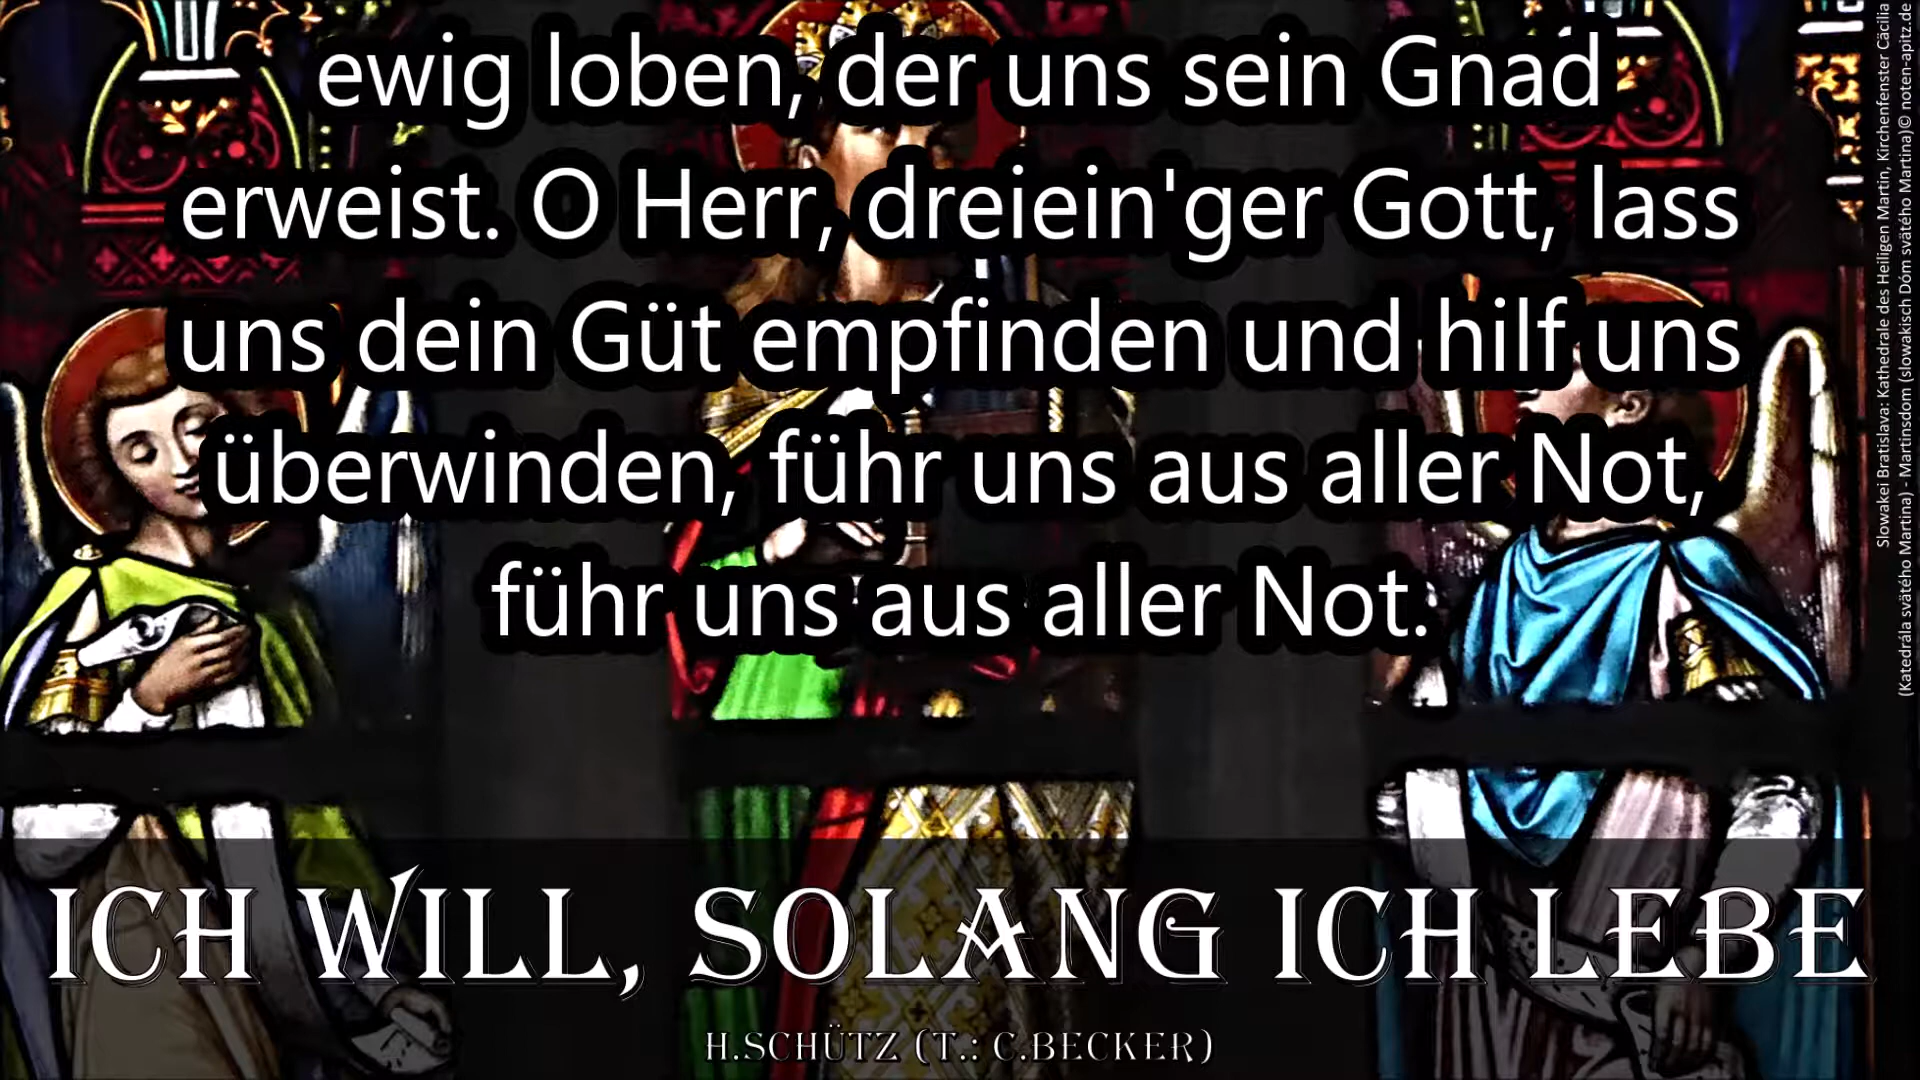 ewig loben, der uns sein Gnad
erweist. O Herr, dreiein'ger Gott, lass
uns dein Güt empfinden und hilf uns
überwinden, führ uns aus aller Not,
führ uns aus aller Not.
ICH WILL, SOLANG ICH LEBE
H.SCHÜTZ (T.: C.BECKER)
Slowakei Bratislava: Kathedrale des Heiligen Martin, Kirchenfenster Cäcilia
(Katedrála svätého Martina) - Martinsdom (slowakisch Dóm svätého Martina)© noten-apitz.de